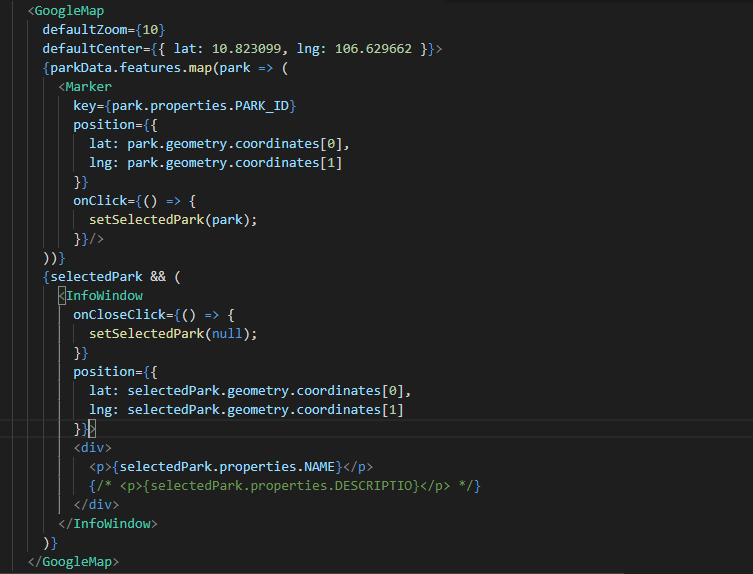 <GoogleMap
defaultZoom={10}
defaultCenter={{ lat: 10.823099, lng: 106.629662 }}>
{parkData.features.map(park => (
<Marker
key={park.properties.PARK_ID}
position={{
lat: park.geometry.coordinates[0],
lng: park.geometry.coordinates[1]
}}
onClick={() => {
setSelectedPark(park);
}}/>
))}
{selectedPark && (
<InfoWindow
onCloseClick={() => {
setSelectedPark(null);
}}
position={{
lat: selectedPark.geometry.coordinates[0],
lng: selectedPark.geometry.coordinates[1]
}}>
<div>
<p>{selectedPark.properties.NAME}</p>
{/* <p>{selectedPark.properties.DESCRIPTIO}</p> */}
</div>
</InfoWindow>
)}
</GoogleMap>